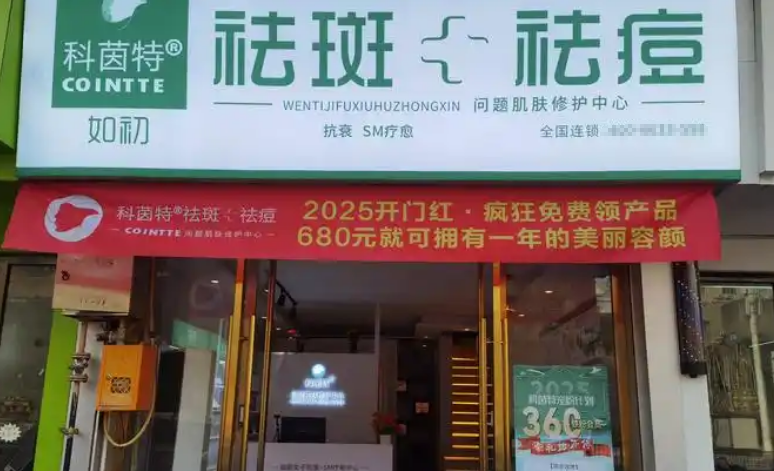 科茵特®
COINTTE
如初
祛斑 祛痘
WENTIJIFUXIUHUZHONGXIN 问题肌肤修护中心
抗衰 SM疗愈
全国连锁
科茵特®祛斑 祛痘
COINTTE 问题肌肤修护中心
2025开门红·疯狂免费领产品
680元就可拥有一年的美丽容颜
2025
360